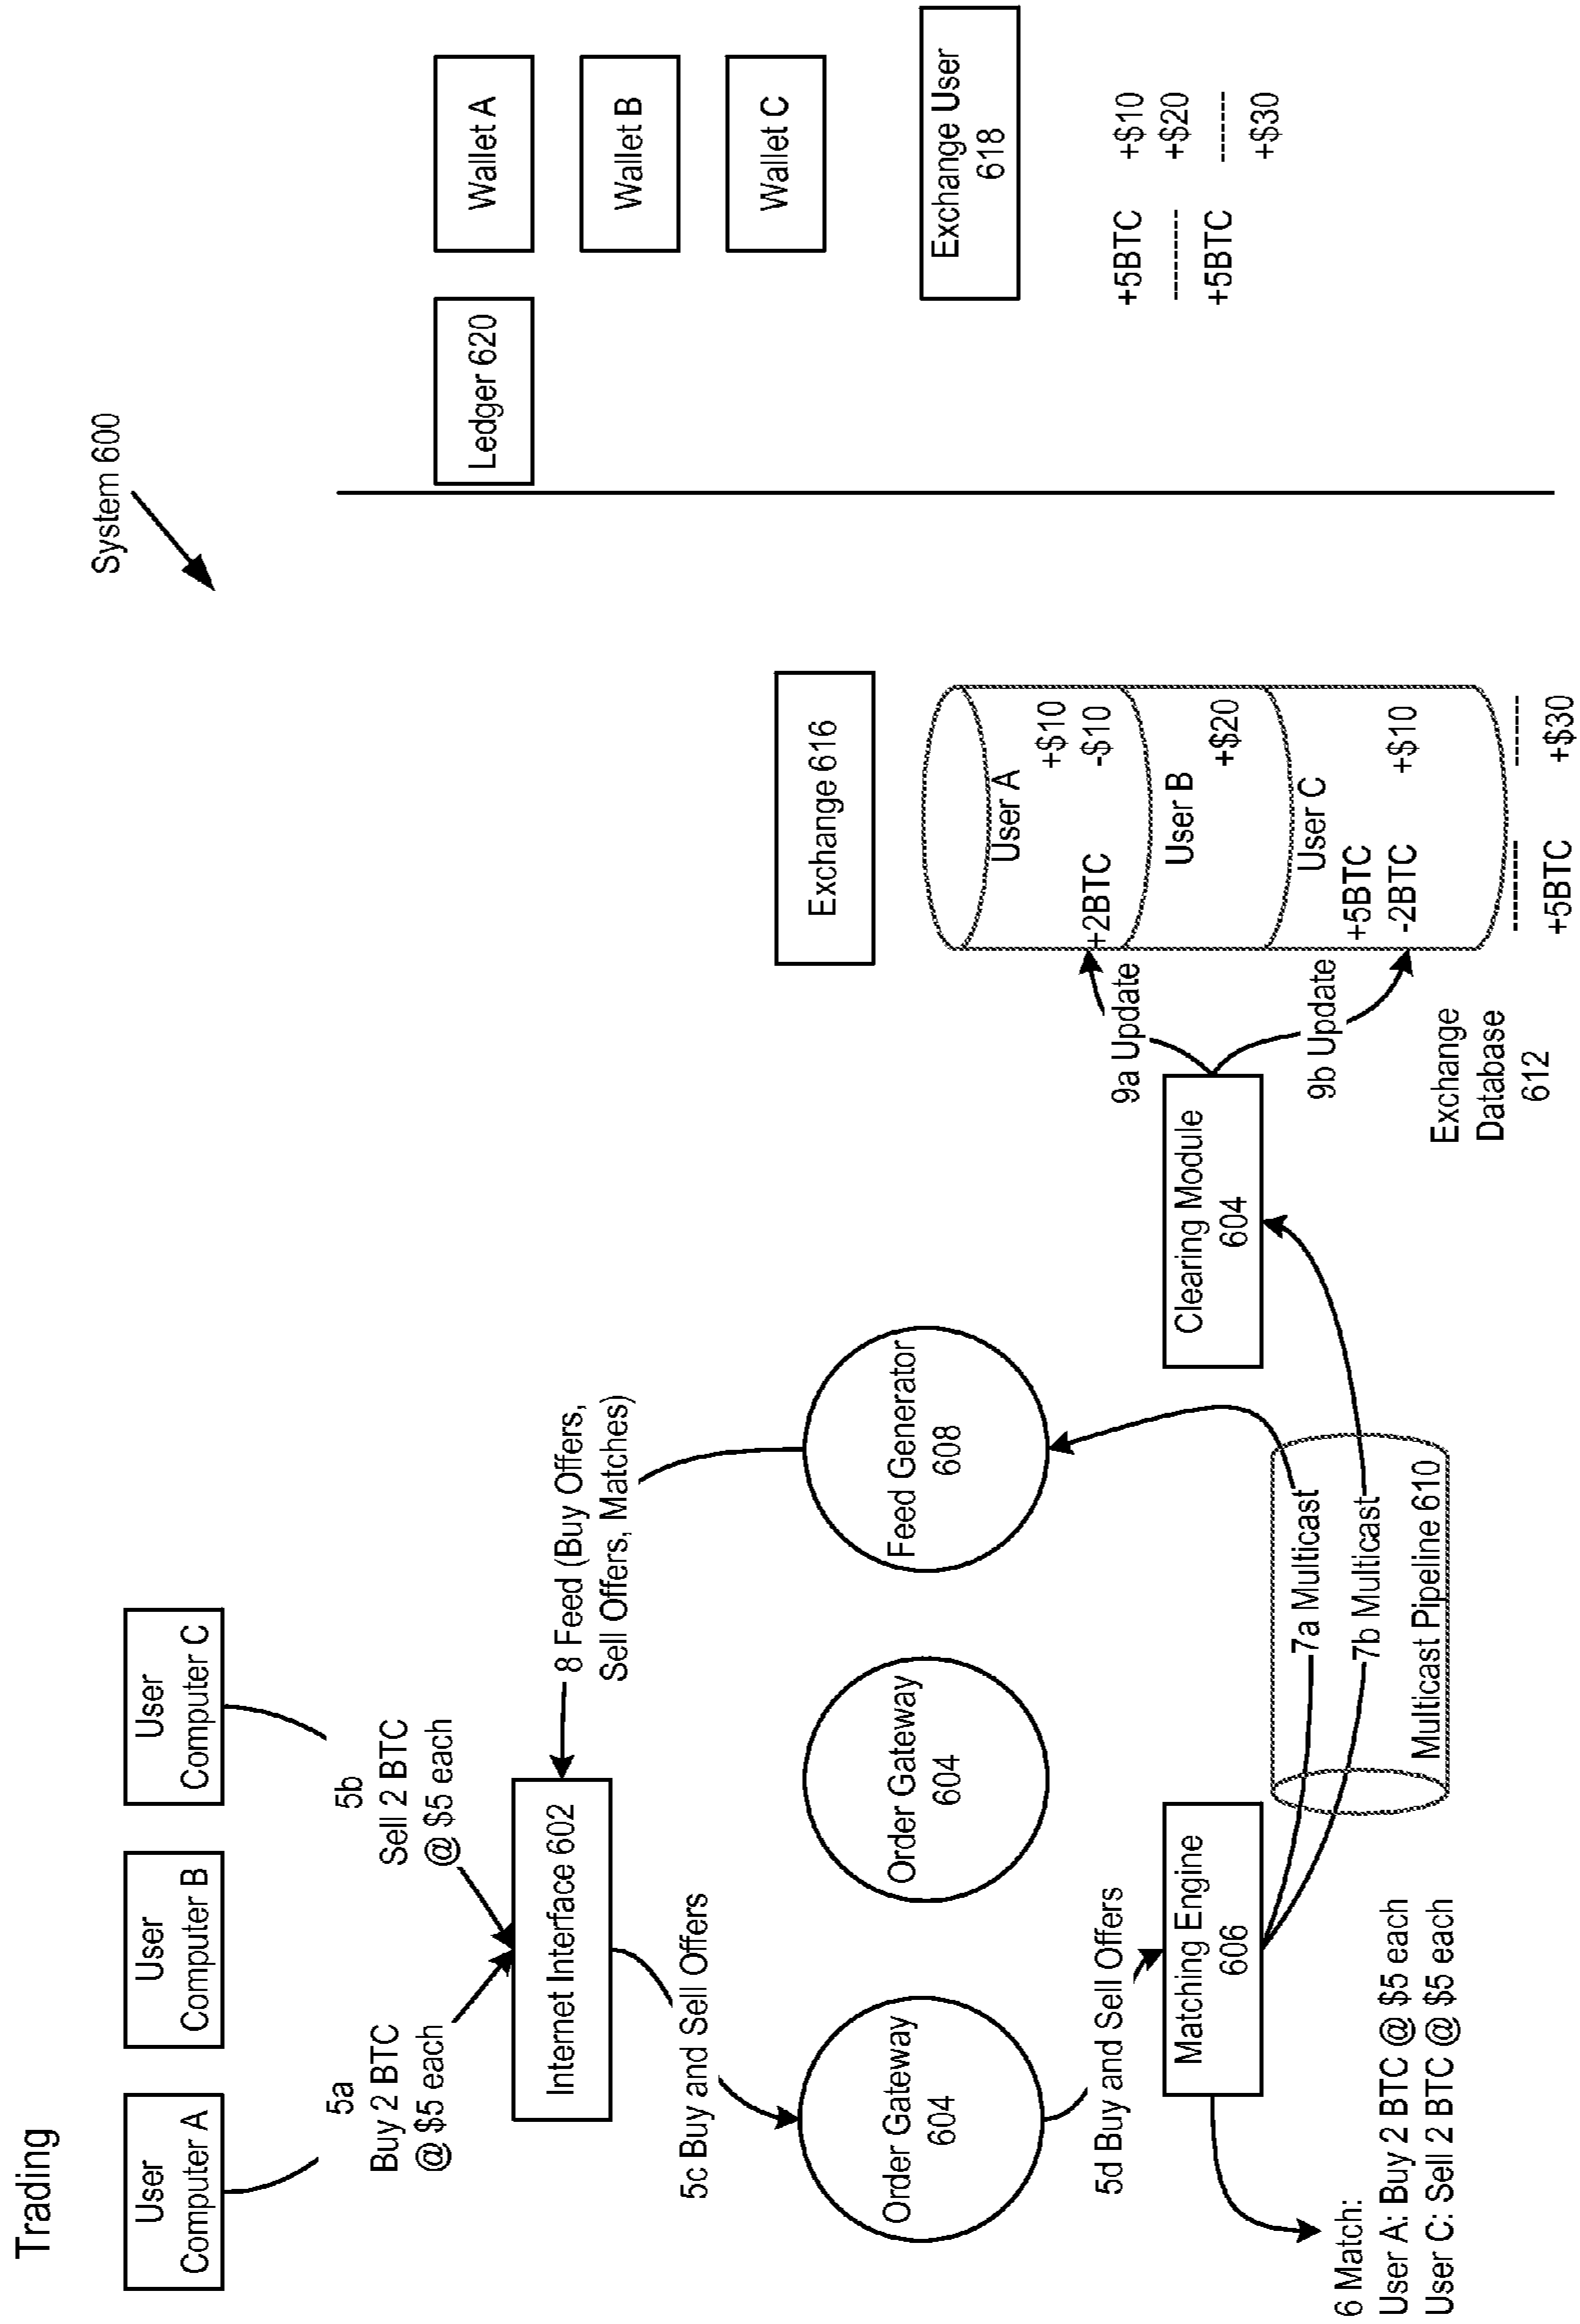 Trading
System 600
User
Computer A
User
Computer B
User
Computer C
5a
Buy 2 BTC
@ $5 each
5b
Sell 2 BTC
@ $5 each
Internet Interface 602
8 Feed (Buy Offers,
Sell Offers, Matches)
5c Buy and Sell Offers
Order Gateway
604
Order Gateway
604
Feed Generator
608
5d Buy and Sell Offers
Matching Engine
606
6 Match:
User A: Buy 2 BTC @ $5 each
User C: Sell 2 BTC @ $5 each
7a Multicast
7b Multicast
Multicast Pipeline 610
Clearing Module
604
9a Update
9b Update
Exchange
Database
612
Exchange 616
User A
+$10
+2BTC -$10
User B
+$20
User C
+5BTC
-2BTC +$10
---------- --------
+5BTC +$30
Ledger 620
Wallet A
Wallet B
Wallet C
Exchange User
618
+5BTC +$10
---------- +$20
+5BTC --------
+$30